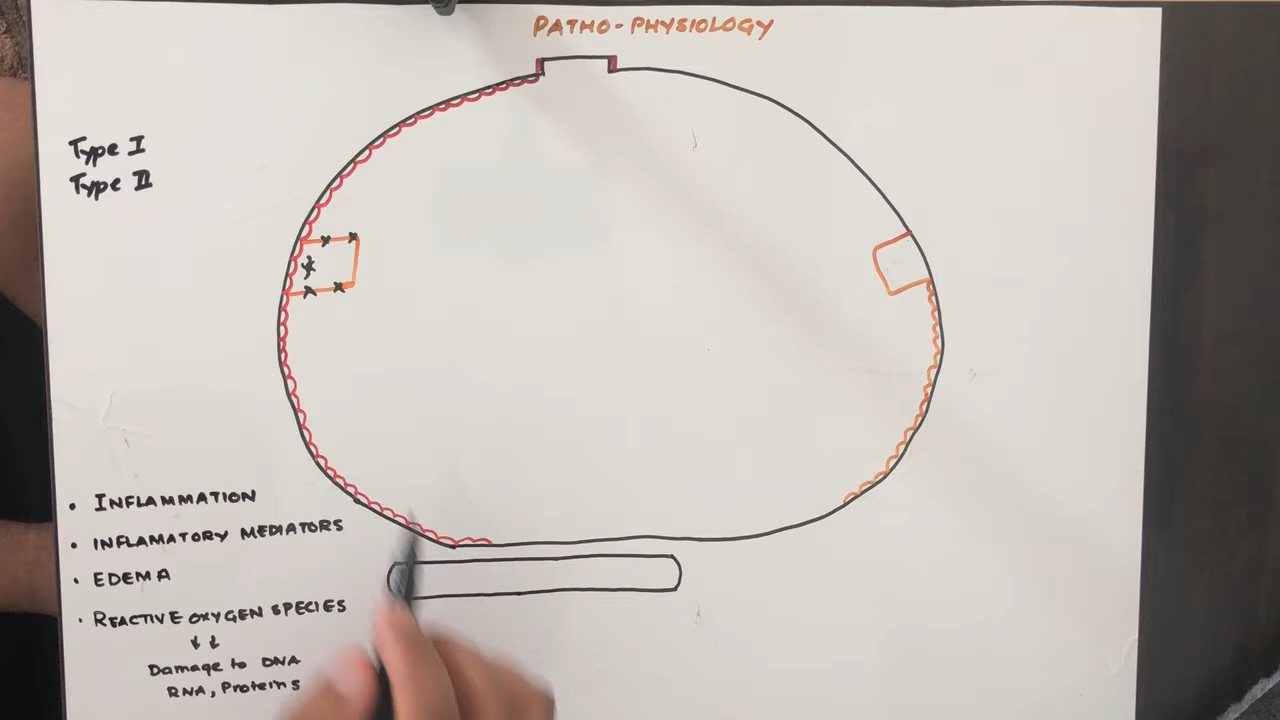 PATHO-PHYSIOLOGY
Type I
Type II
• INFLAMMATION
• INFLAMATORY MEDIATORS
• EDEMA
• REACTIVE OXYGEN SPECIES
↓ ↓
Damage to DNA
RNA, Proteins